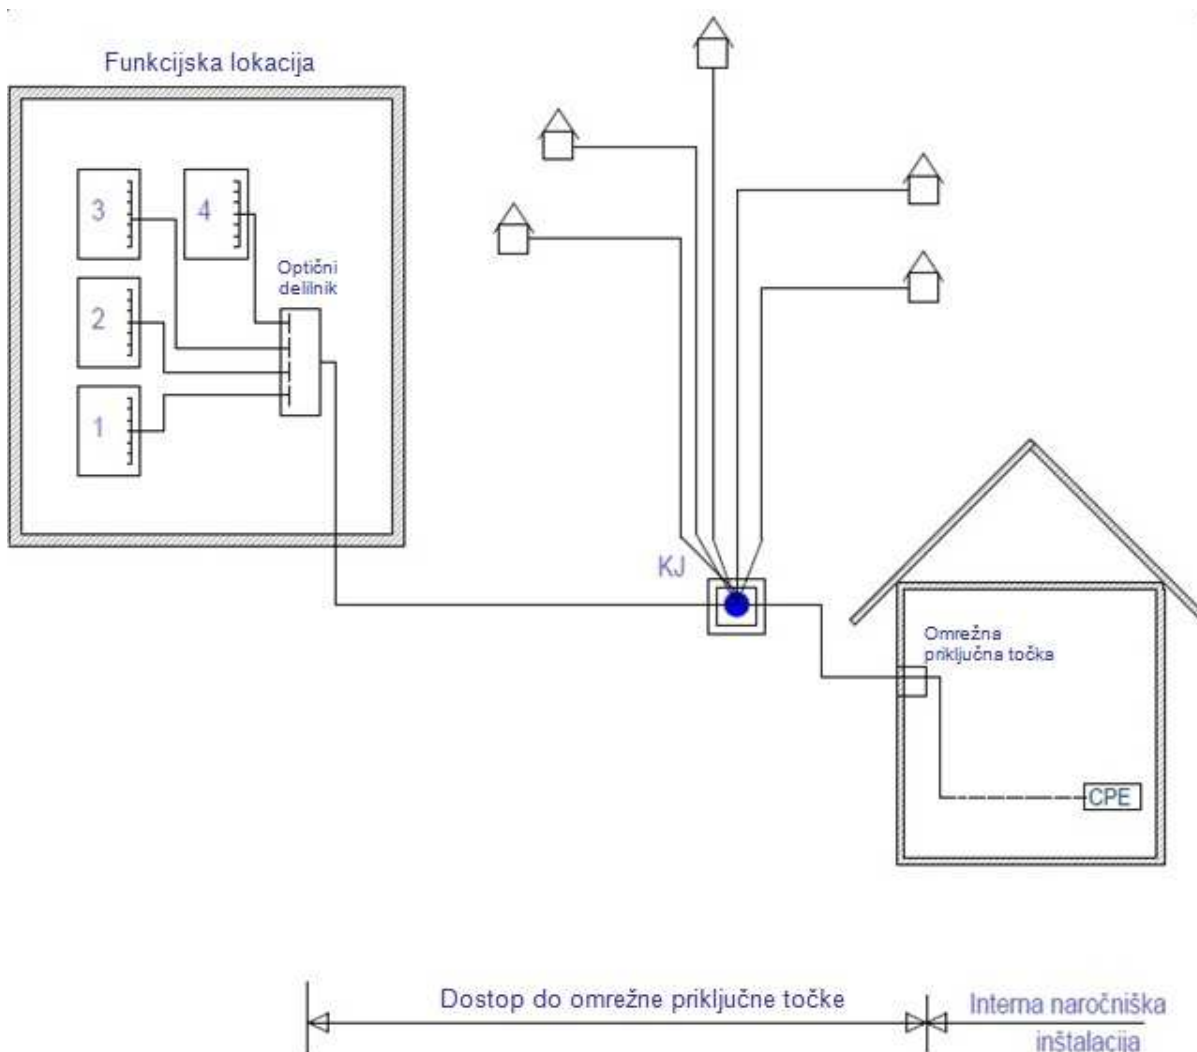 Funkcijska lokacija
3
4
Optični
delilnik
2
1
KJ
Omrežna
priključna točka
CPE
Dostop do omrežne priključne točke
Interna naročniška
inštalacija